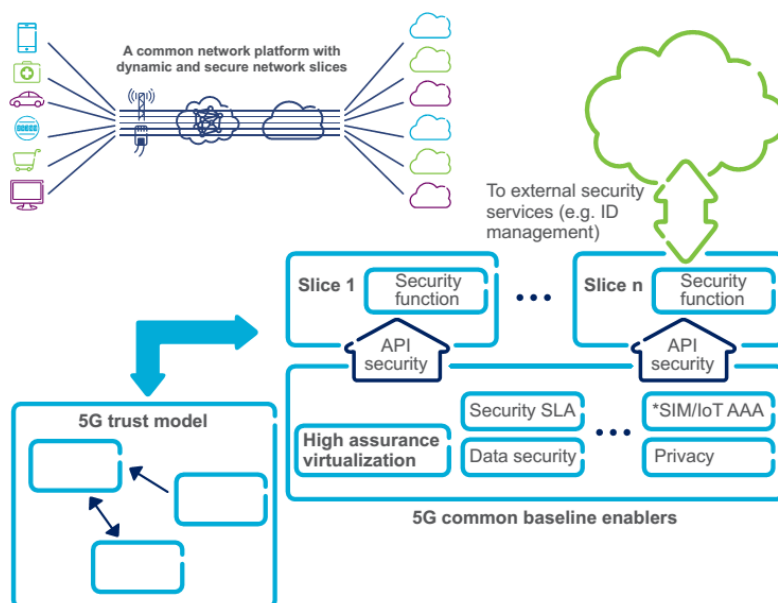 A common network platform with
dynamic and secure network slices
To external security
services (e.g. ID
management)
Slice 1
Security
function
Slice n
Security
function
API
security
API
security
5G trust model
High assurance
virtualization
Security SLA
Data security
*SIM/IoT AAA
Privacy
5G common baseline enablers